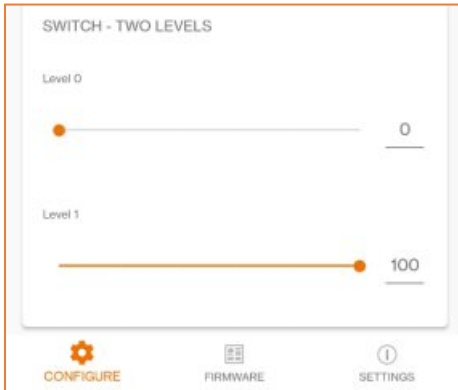 SWITCH - TWO LEVELS
Level 0
0
Level 1
100
CONFIGURE FIRMWARE SETTINGS